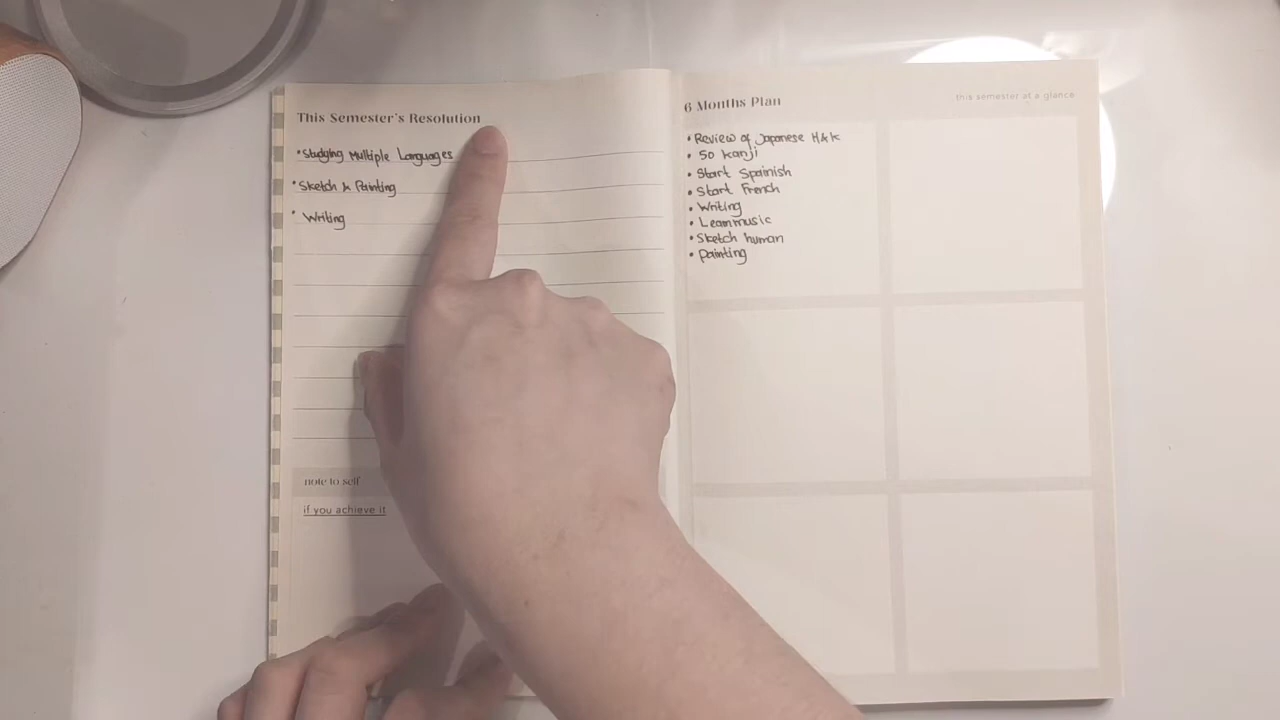 This Semester's Resolution
• Studying Multiple Languages
• Sketch & Painting
• Writing
note to self
if you achieve it
6 Months Plan
this semester at a glance
• Review of Japanese H&K
• 50 kanji
• Start Spainish
• Start French
• Writing
• Learn music
• Sketch human
• Painting